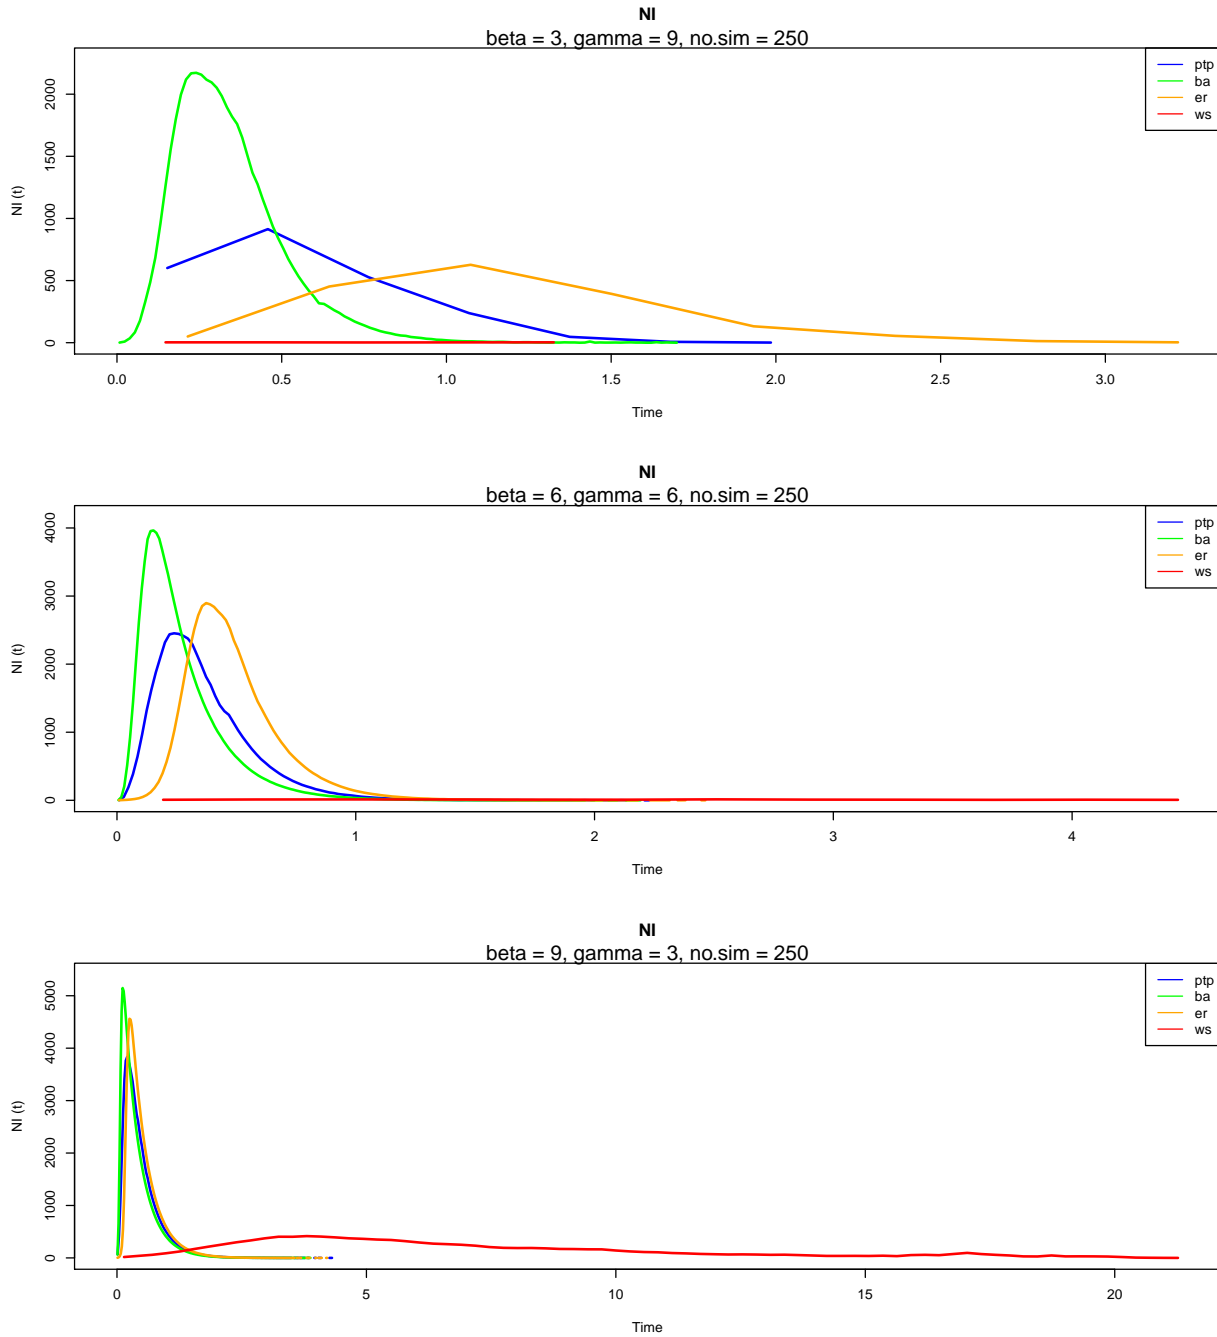 NI
beta = 3, gamma = 9, no.sim = 250
ptp
ba
er
ws
NI (t)
2000
1500
1000
500
0
0.0 0.5 1.0 1.5 2.0 2.5 3.0
Time
NI
beta = 6, gamma = 6, no.sim = 250
ptp
ba
er
ws
NI (t)
4000
3000
2000
1000
0
0 1 2 3 4
Time
NI
beta = 9, gamma = 3, no.sim = 250
ptp
ba
er
ws
NI (t)
5000
4000
3000
2000
1000
0
0 5 10 15 20
Time